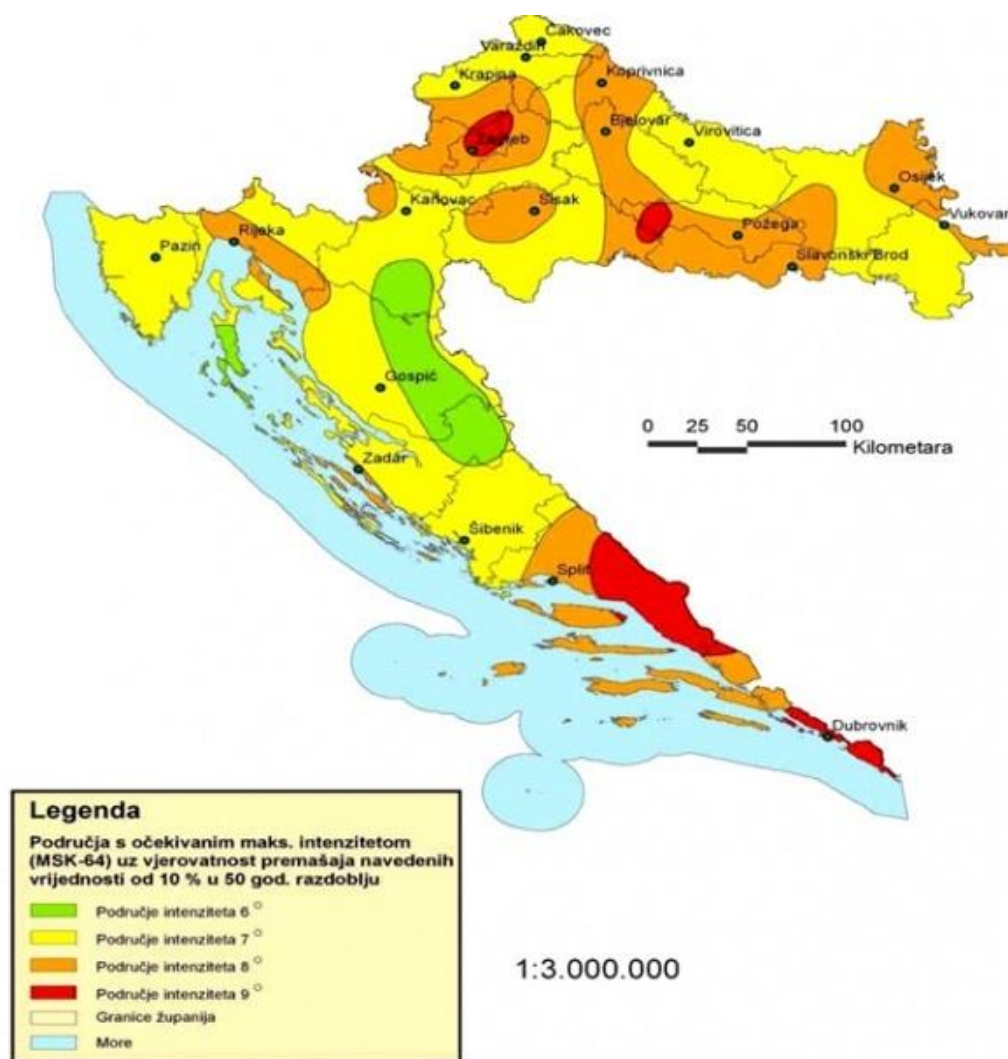 Čakovec
Varaždin
Krapina
Koprivnica
Bjelovar
Virovitica
Zagreb
Osijek
Karlovac
Sisak
Vukovar
Požega
Rijeka
Pazin
Slavonski Brod
Gospić
0 25 50 100
Kilometara
Zadar
Šibenik
Split
Dubrovnik
Legenda
Područja s očekivanim maks. intenzitetom
(MSK-64) uz vjerovatnost premašaja navedenih
vrijednosti od 10 % u 50 god. razdoblju
Područje intenziteta 6 °
Područje intenziteta 7 °
Područje intenziteta 8 °
Područje intenziteta 9 °
Granice županija
More
1:3.000.000